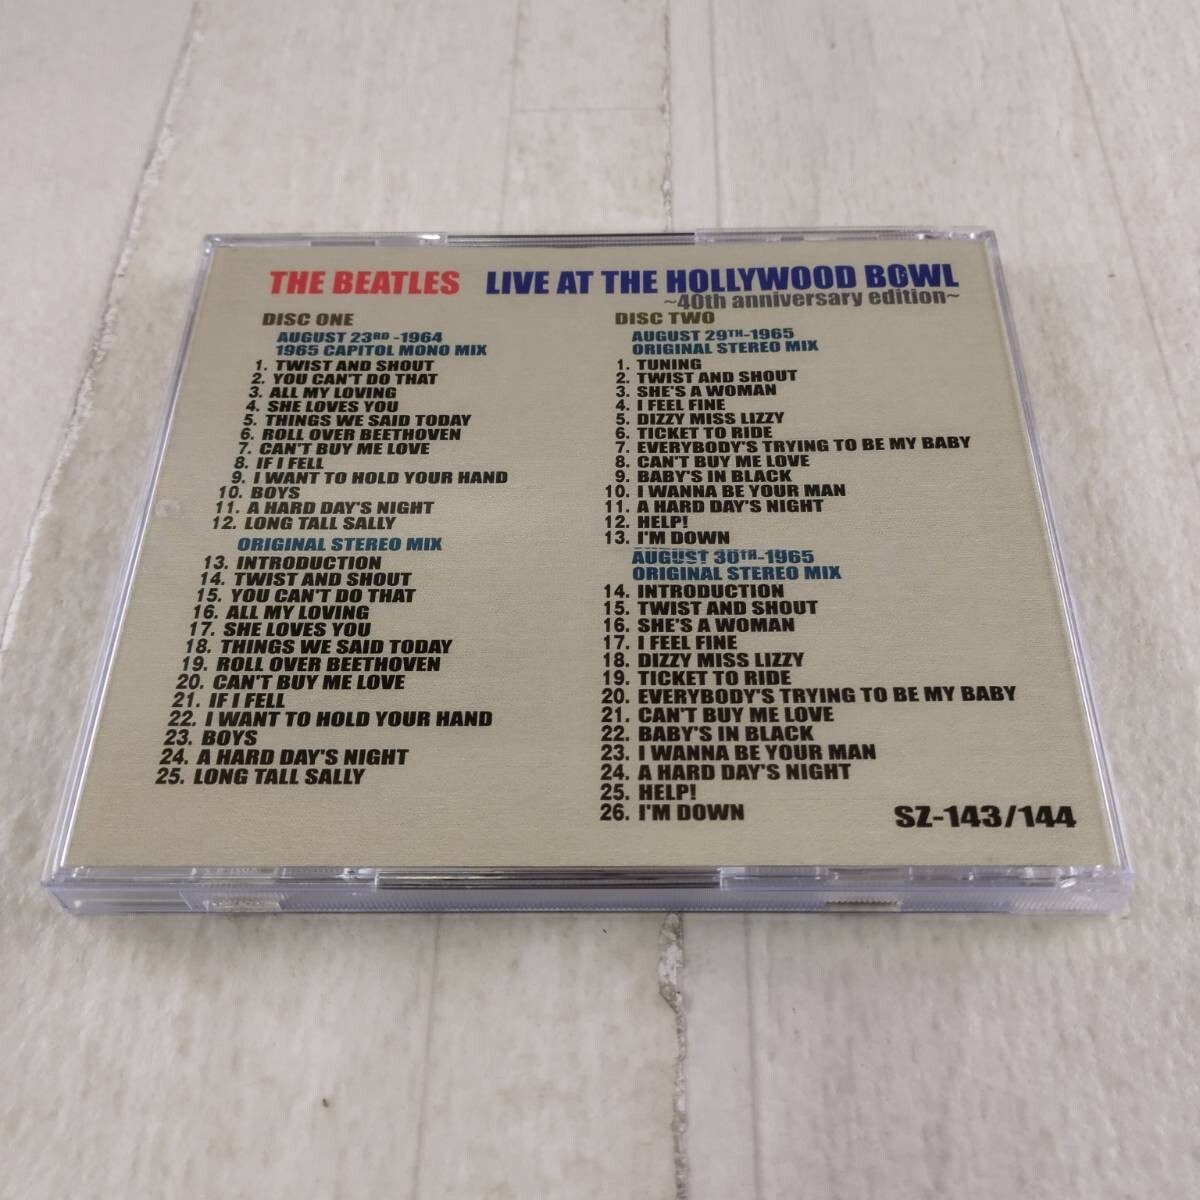 THE BEATLES LIVE AT THE HOLLYWOOD BOWL
~40th anniversary edition~
DISC ONE
AUGUST 23RD -1964
1965 CAPITOL MONO MIX
1. TWIST AND SHOUT
2. YOU CAN'T DO THAT
3. ALL MY LOVING
4. SHE LOVES YOU
5. THINGS WE SAID TODAY
6. ROLL OVER BEETHOVEN
7. CAN'T BUY ME LOVE
8. IF I FELL
9. I WANT TO HOLD YOUR HAND
10. BOYS
11. A HARD DAY'S NIGHT
12. LONG TALL SALLY
ORIGINAL STEREO MIX
13. INTRODUCTION
14. TWIST AND SHOUT
15. YOU CAN'T DO THAT
16. ALL MY LOVING
17. SHE LOVES YOU
18. THINGS WE SAID TODAY
19. ROLL OVER BEETHOVEN
20. CAN'T BUY ME LOVE
21. IF I FELL
22. I WANT TO HOLD YOUR HAND
23. BOYS
24. A HARD DAY'S NIGHT
25. LONG TALL SALLY
DISC TWO
AUGUST 29TH-1965
ORIGINAL STEREO MIX
1. TUNING
2. TWIST AND SHOUT
3. SHE'S A WOMAN
4. I FEEL FINE
5. DIZZY MISS LIZZY
6. TICKET TO RIDE
7. EVERYBODY'S TRYING TO BE MY BABY
8. CAN'T BUY ME LOVE
9. BABY'S IN BLACK
10. I WANNA BE YOUR MAN
11. A HARD DAY'S NIGHT
12. HELP!
13. I'M DOWN
AUGUST 30TH-1965
ORIGINAL STEREO MIX
14. INTRODUCTION
15. TWIST AND SHOUT
16. SHE'S A WOMAN
17. I FEEL FINE
18. DIZZY MISS LIZZY
19. TICKET TO RIDE
20. EVERYBODY'S TRYING TO BE MY BABY
21. CAN'T BUY ME LOVE
22. BABY'S IN BLACK
23. I WANNA BE YOUR MAN
24. A HARD DAY'S NIGHT
25. HELP!
26. I'M DOWN
SZ-143/144